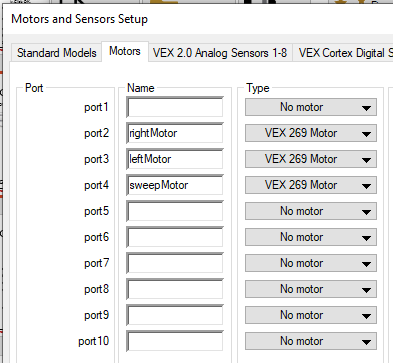 Motors and Sensors Setup
Standard Models Motors VEX 2.0 Analog Sensors 1-8 VEX Cortex Digital S
Port Name Type
port1 No motor
port2 rightMotor VEX 269 Motor
port3 leftMotor VEX 269 Motor
port4 sweepMotor VEX 269 Motor
port5 No motor
port6 No motor
port7 No motor
port8 No motor
port9 No motor
port10 No motor